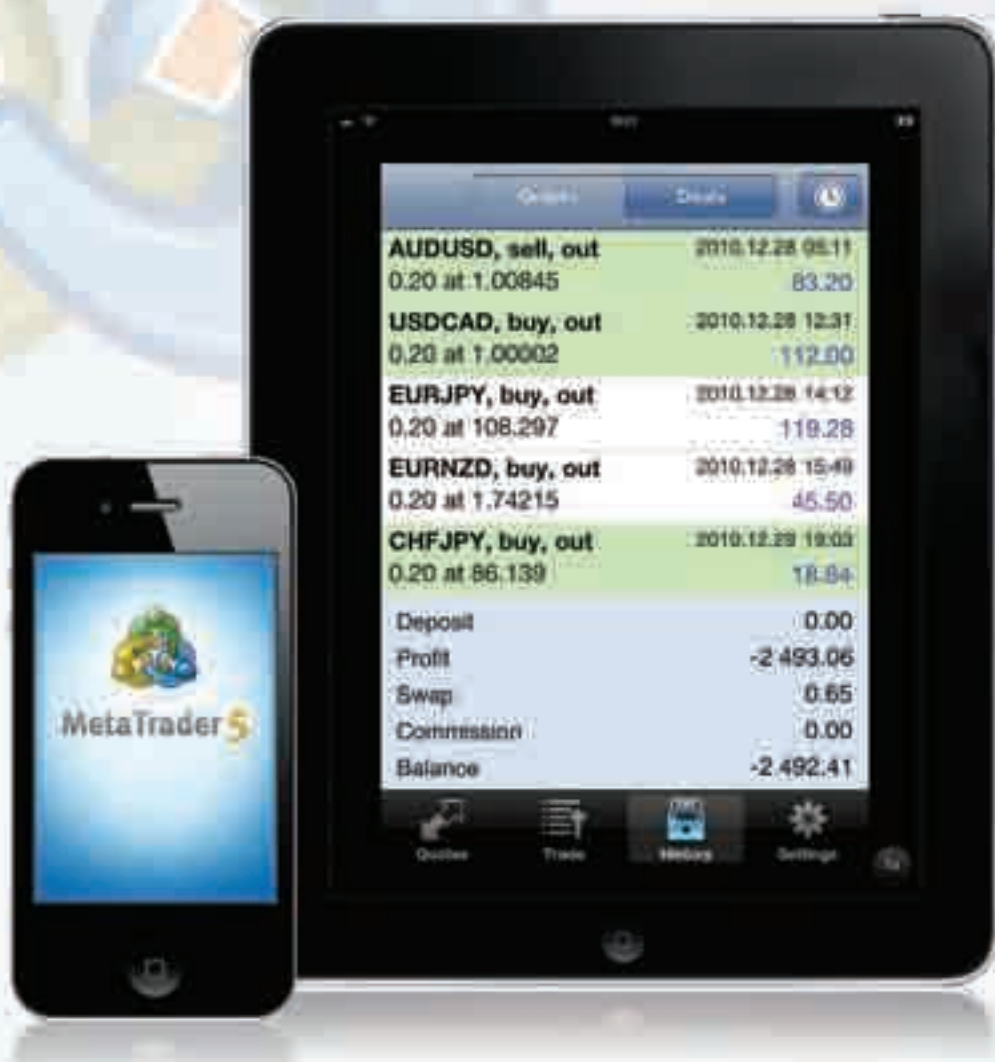 MetaTrader 5
Deals
AUDUSD, sell, out 2010.12.28 05:11
0.20 at 1.00845 83.20
USDCAD, buy, out 2010.12.28 12:31
0.20 at 1.00002 112.00
EURJPY, buy, out 2010.12.28 14:12
0.20 at 108.297 119.28
EURNZD, buy, out 2010.12.28 15:49
0.20 at 1.74215 45.50
CHFJPY, buy, out 2010.12.29 19:03
0.20 at 86.139 18.84
Deposit 0.00
Profit -2 493.06
Swap 0.65
Commission 0.00
Balance -2 492.41
Quotes Trade History Settings